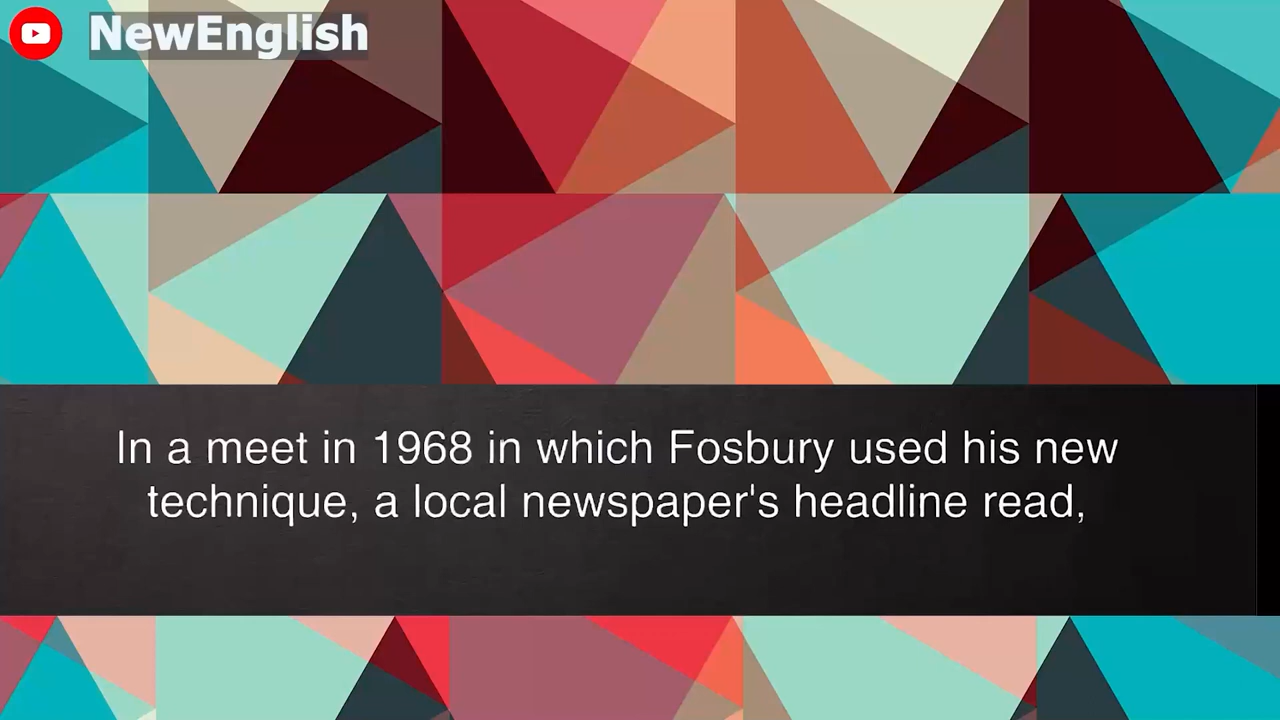 NewEnglish
In a meet in 1968 in which Fosbury used his new
technique, a local newspaper's headline read,